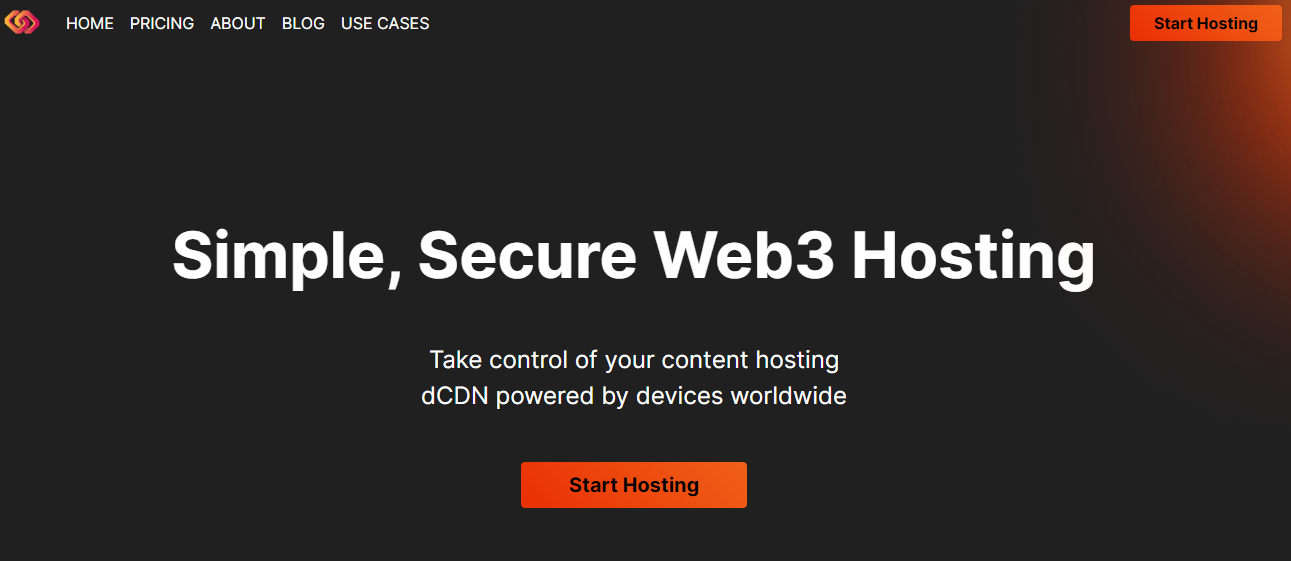 HOME PRICING ABOUT BLOG USE CASES Start Hosting
Simple, Secure Web3 Hosting
Take control of your content hosting
dCDN powered by devices worldwide
Start Hosting